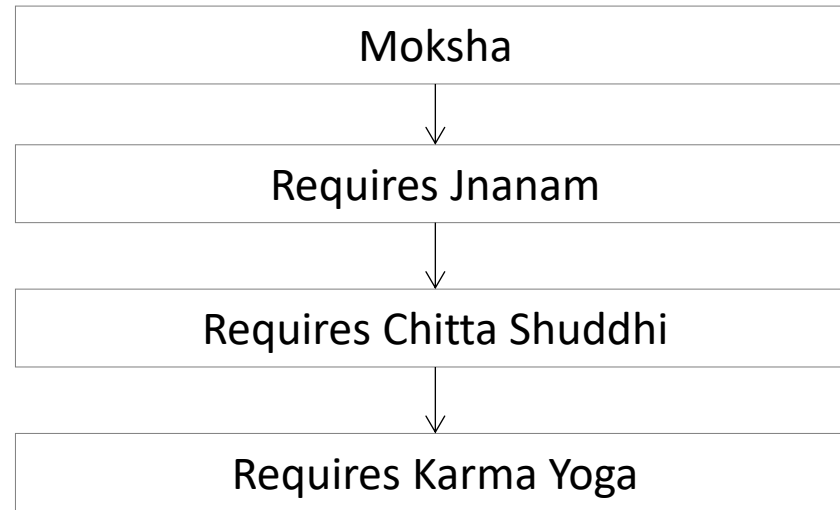 Moksha
Requires Jnanam
Requires Chitta Shuddhi
Requires Karma Yoga